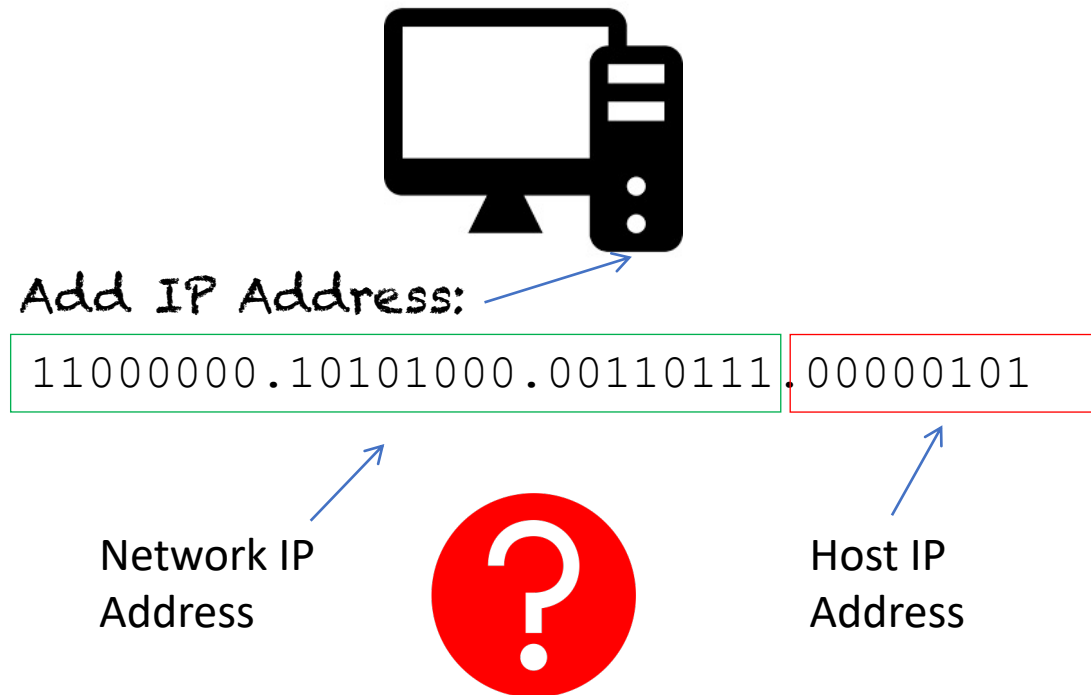 Add IP Address:
11000000.10101000.00110111.00000101
Network IP
Address
?
Host IP
Address